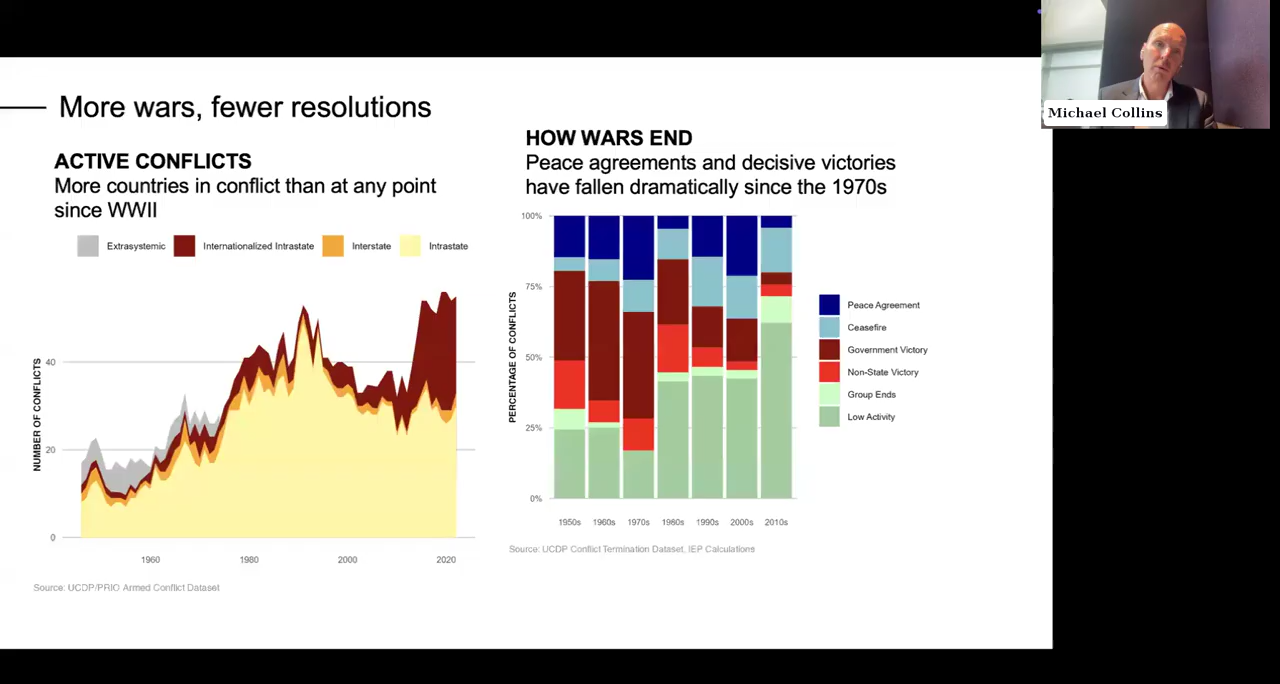 More wars, fewer resolutions
ACTIVE CONFLICTS
More countries in conflict than at any point
since WWII
Extrasystemic
Internationalized Intrastate
Interstate
Intrastate
NUMBER OF CONFLICTS
40
20
0
1960
1980
2000
2020
Source: UCDP/PRIO Armed Conflict Dataset
HOW WARS END
Peace agreements and decisive victories
have fallen dramatically since the 1970s
PERCENTAGE OF CONFLICTS
100%
75%
50%
25%
0%
1950s
1960s
1970s
1980s
1990s
2000s
2010s
Peace Agreement
Ceasefire
Government Victory
Non-State Victory
Group Ends
Low Activity
Source: UCDP Conflict Termination Dataset, IEP Calculations
Michael Collins